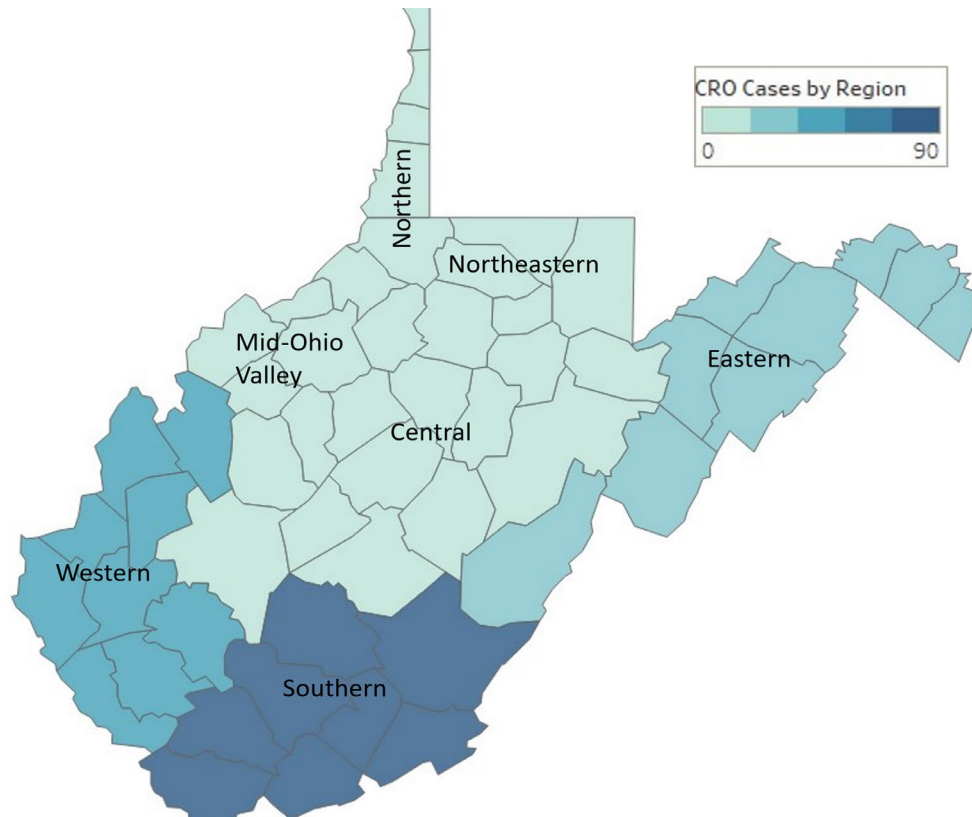 CRO Cases by Region
0 90
Northern
Northeastern
Mid-Ohio
Valley
Eastern
Central
Western
Southern